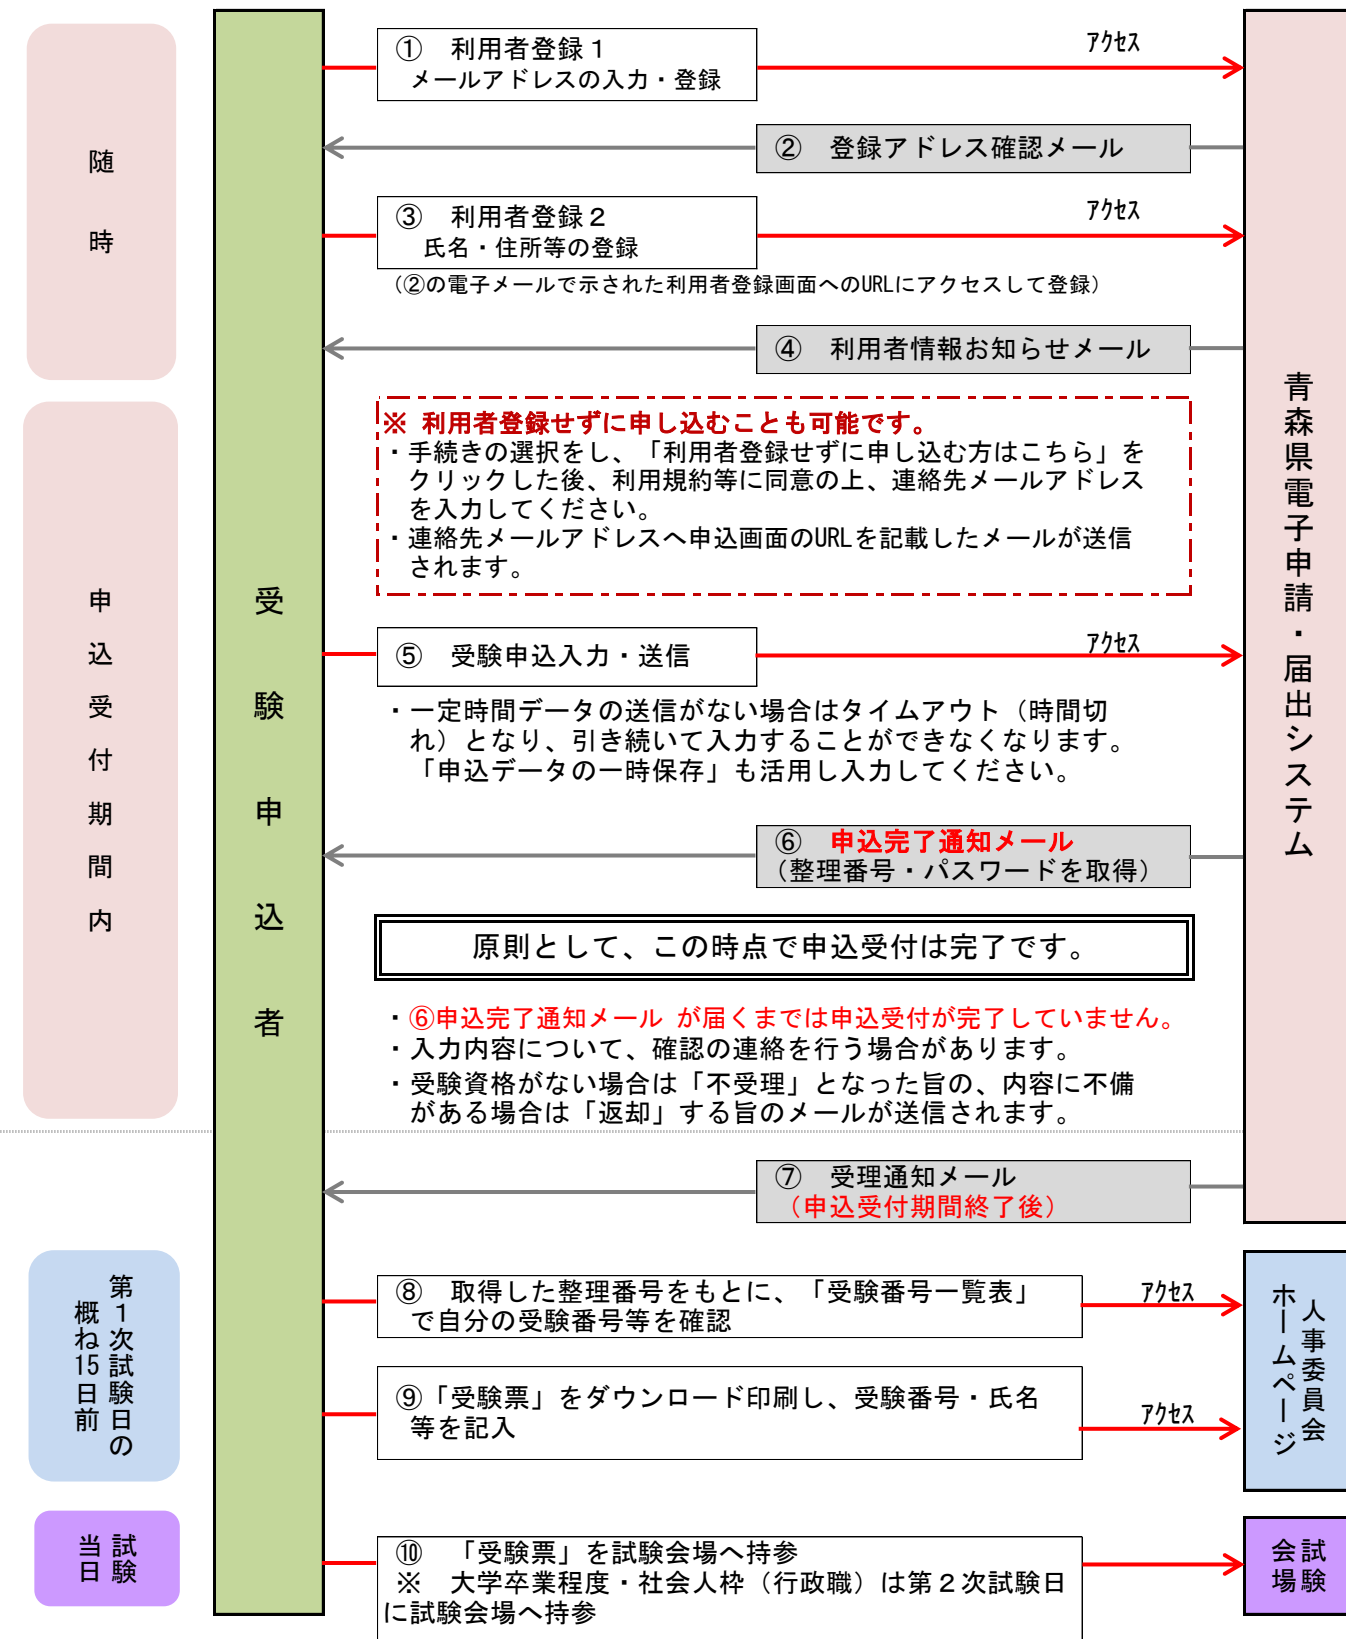 随時
申込受付期間内
第１次試験日の
概ね15日前
試験
当日
受験申込者
① 利用者登録１
メールアドレスの入力・登録
ｱｸｾｽ
② 登録アドレス確認メール
③ 利用者登録２
氏名・住所等の登録
ｱｸｾｽ
（②の電子メールで示された利用者登録画面へのURLにアクセスして登録）
④ 利用者情報お知らせメール
※ 利用者登録せずに申し込むことも可能です。
・手続きの選択をし、「利用者登録せずに申し込む方はこちら」を
クリックした後、利用規約等に同意の上、連絡先メールアドレス
を入力してください。
・連絡先メールアドレスへ申込画面のURLを記載したメールが送信
されます。
⑤ 受験申込入力・送信
ｱｸｾｽ
・一定時間データの送信がない場合はタイムアウト（時間切
れ）となり、引き続いて入力することができなくなります。
「申込データの一時保存」も活用し入力してください。
⑥ 申込完了通知メール
（整理番号・パスワードを取得）
原則として、この時点で申込受付は完了です。
・⑥申込完了通知メール が届くまでは申込受付が完了していません。
・入力内容について、確認の連絡を行う場合があります。
・受験資格がない場合は「不受理」となった旨の、内容に不備
がある場合は「返却」する旨のメールが送信されます。
⑦ 受理通知メール
（申込受付期間終了後）
⑧ 取得した整理番号をもとに、「受験番号一覧表」
で自分の受験番号等を確認
ｱｸｾｽ
⑨「受験票」をダウンロード印刷し、受験番号・氏名
等を記入
ｱｸｾｽ
⑩ 「受験票」を試験会場へ持参
※ 大学卒業程度・社会人枠（行政職）は第２次試験日
に試験会場へ持参
青森県電子申請・届出システム
人事委員会
ホームページ
試験
会場